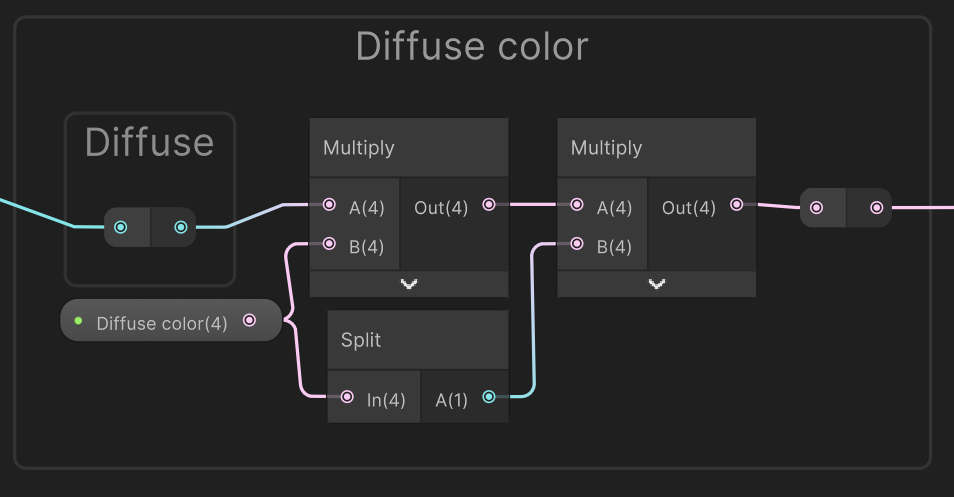 Diffuse color
Diffuse
Diffuse color(4)
Multiply
A(4) Out(4)
B(4)
Split
In(4) A(1)
Multiply
A(4) Out(4)
B(4)